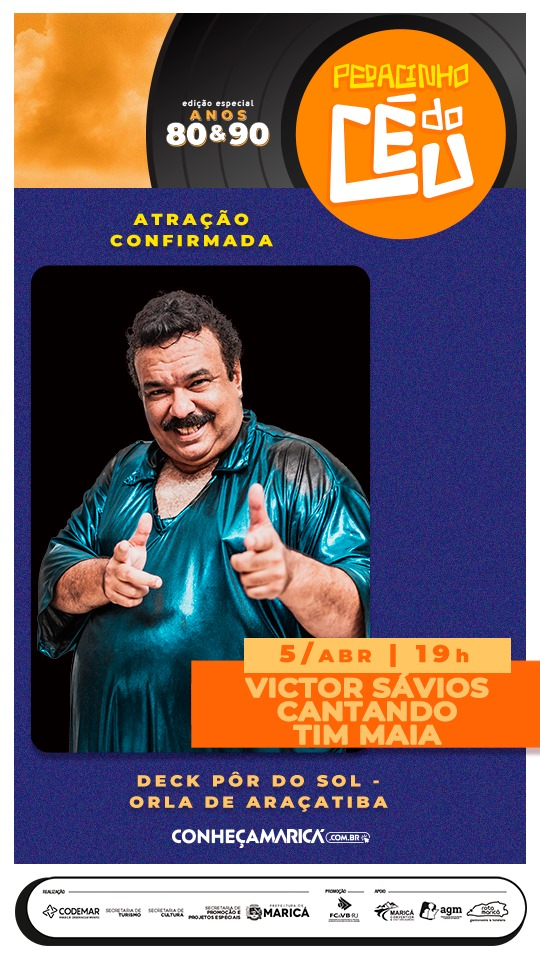 PEDACINHO
CÉU do
edição especial
ANOS
80&90
ATRAÇÃO
CONFIRMADA
5/ABR | 19h
VICTOR SÁVIOS
CANTANDO
TIM MAIA
DECK PÔR DO SOL -
ORLA DE ARAÇATIBA
CONHEÇAMARICÁ .COM.BR
REALIZAÇÃO
PROMOÇÃO
APOIO
CODEMAR
SECRETARIA DE
TURISMO
SECRETARIA DE
CULTURA
SECRETARIA DE
PROMOÇÃO E
PROJETOS ESPECIAIS
PREFEITURA DE
MARICÁ
FC&VB-RJ
MARICÁ
CONVENTION
agm
rota
maricá